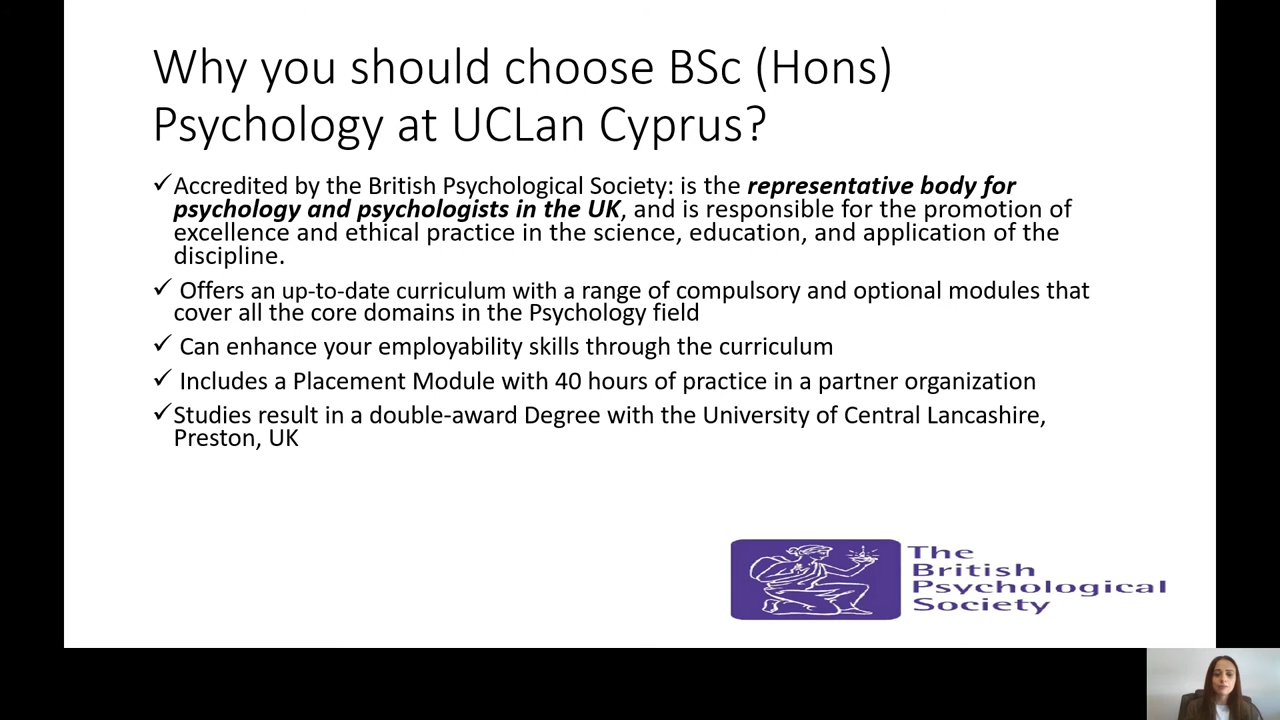 Why you should choose BSc (Hons)
Psychology at UCLan Cyprus?
✓Accredited by the British Psychological Society: is the representative body for
psychology and psychologists in the UK, and is responsible for the promotion of
excellence and ethical practice in the science, education, and application of the
discipline.
✓ Offers an up-to-date curriculum with a range of compulsory and optional modules that
cover all the core domains in the Psychology field
✓ Can enhance your employability skills through the curriculum
✓ Includes a Placement Module with 40 hours of practice in a partner organization
✓Studies result in a double-award Degree with the University of Central Lancashire,
Preston, UK
The
British
Psychological
Society